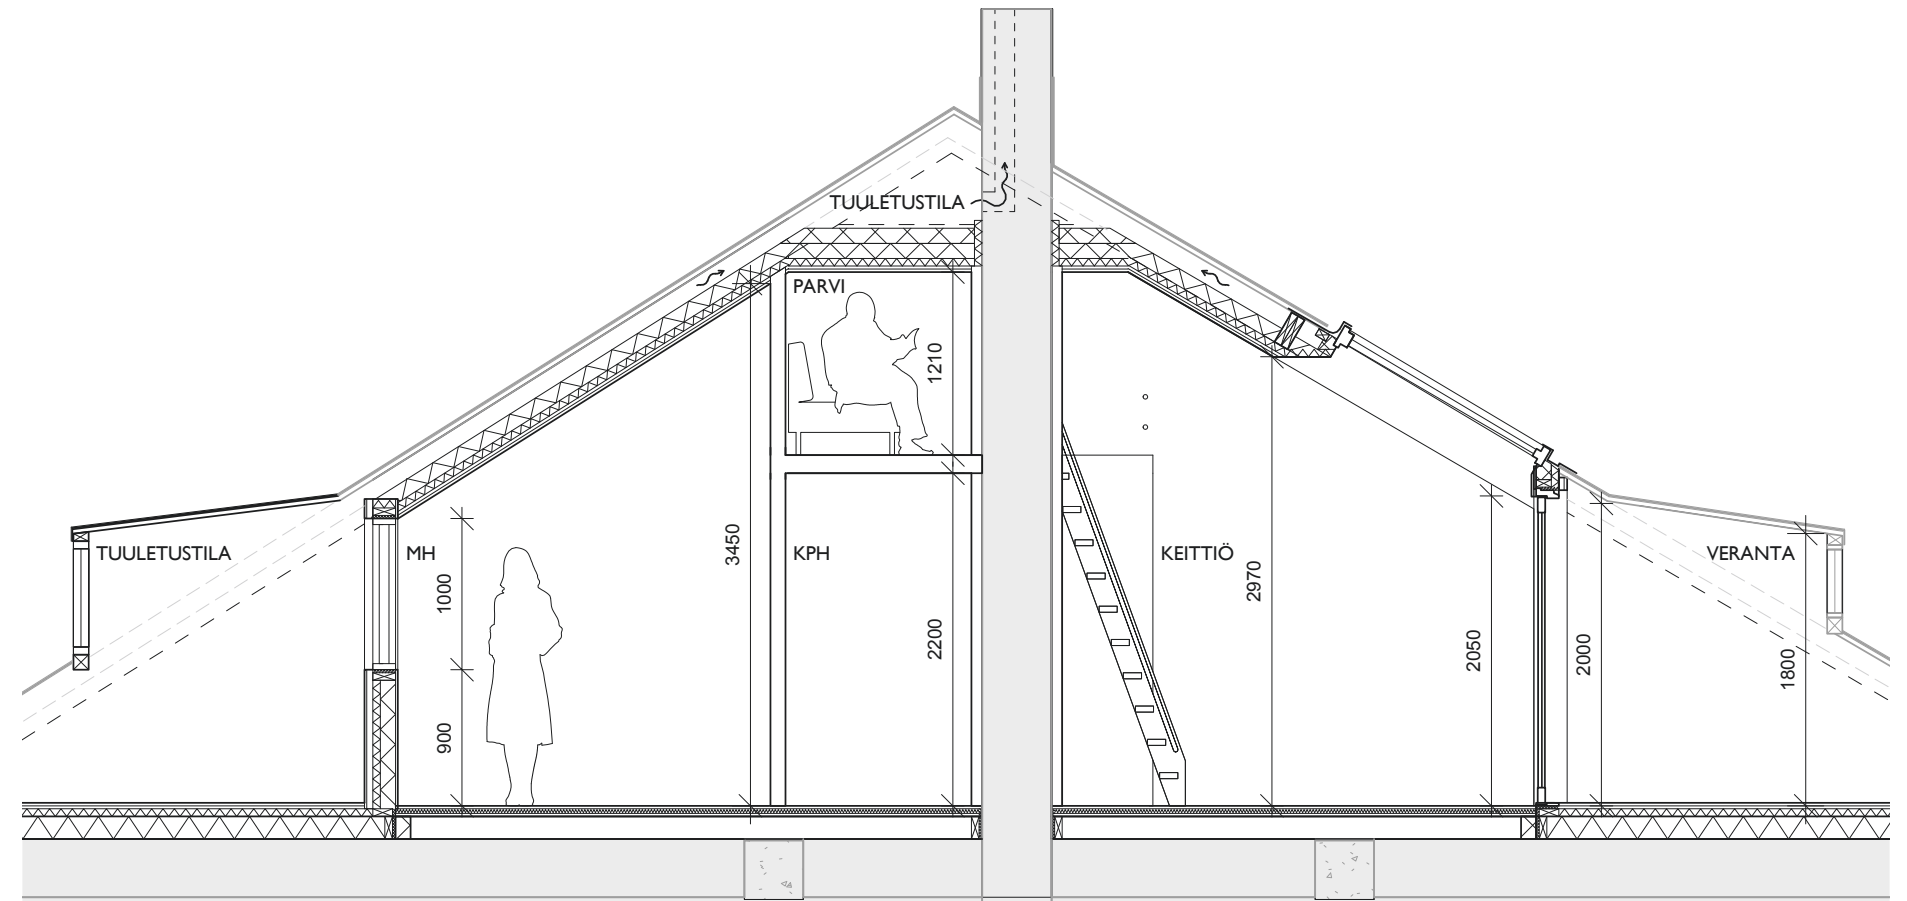 TUULETUSTILA
PARVI
1210
TUULETUSTILA
MH
1000
900
3450
KPH
2200
KEITTIÖ
2970
2050
2000
VERANTA
1800